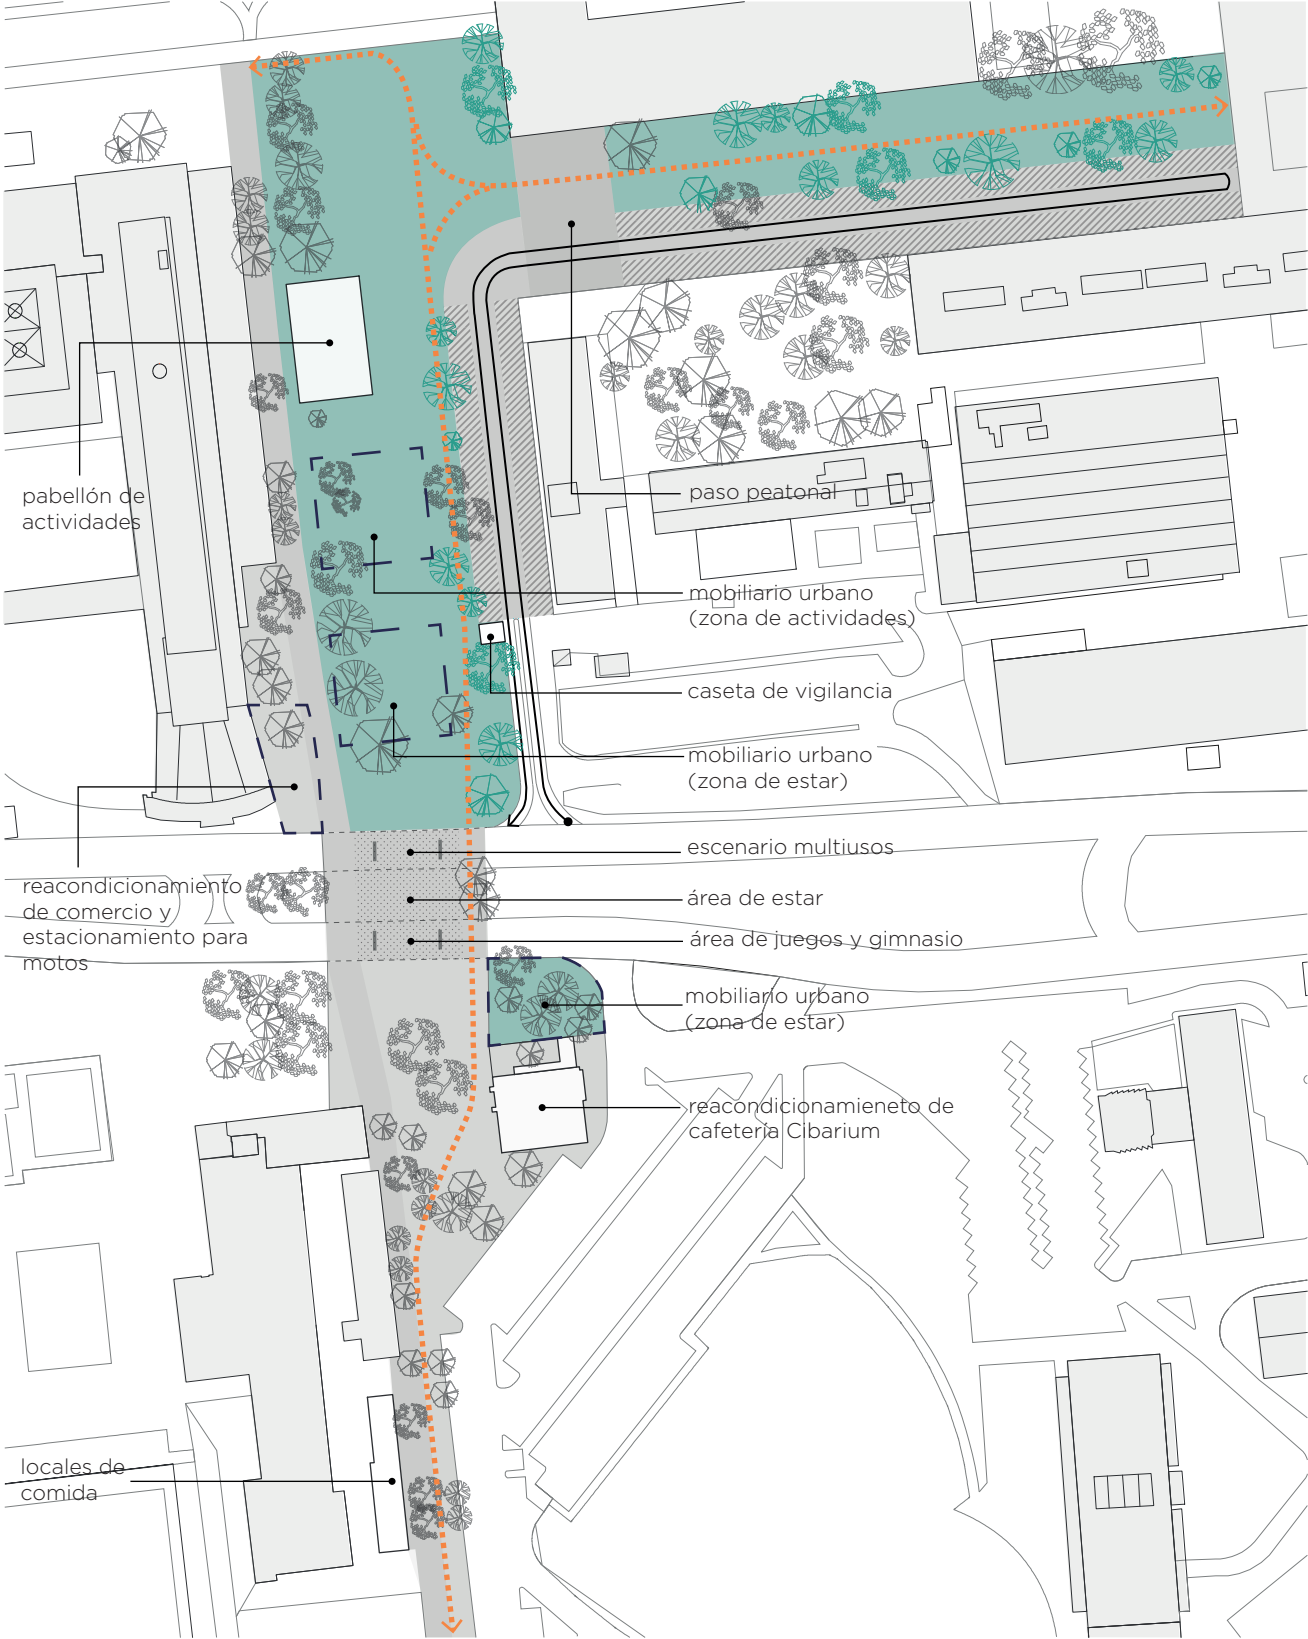 pabellón de
actividades
paso peatonal
mobiliario urbano
(zona de actividades)
caseta de vigilancia
mobiliario urbano
(zona de estar)
escenario multiusos
reacondicionamiento
de comercio y
estacionamiento para
motos
área de estar
área de juegos y gimnasio
mobiliario urbano
(zona de estar)
reacondicionamieneto de
cafetería Cibarium
locales de
comida